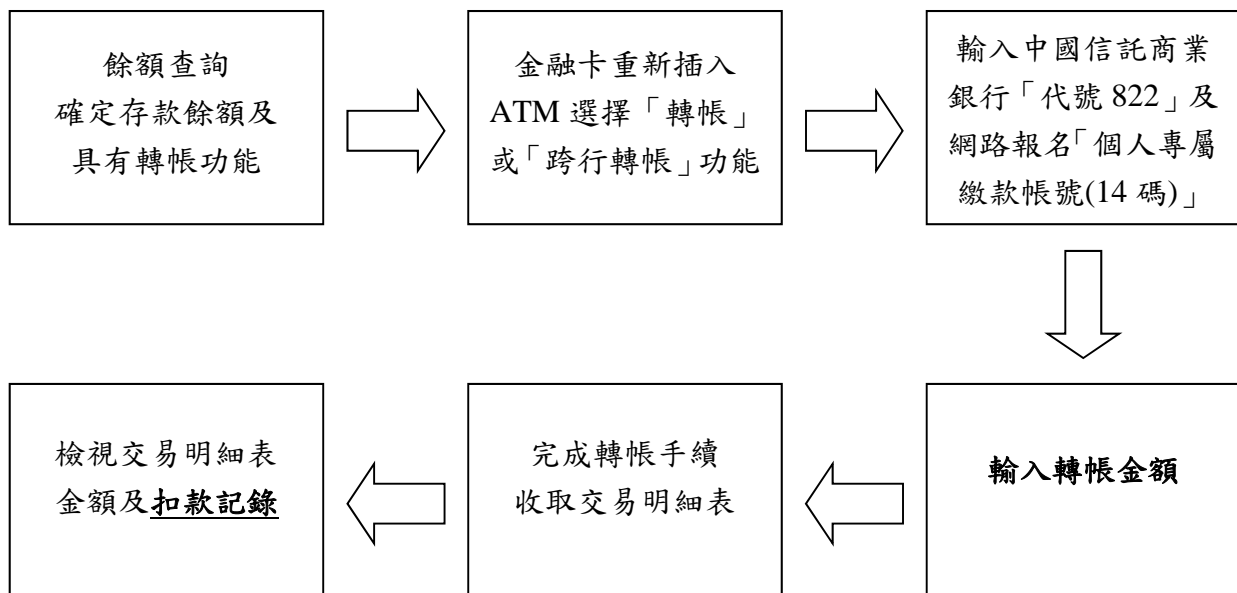 餘額查詢
確定存款餘額及
具有轉帳功能
金融卡重新插入
ATM 選擇「轉帳」
或「跨行轉帳」功能
輸入中國信託商業
銀行「代號 822」及
網路報名「個人專屬
繳款帳號(14 碼)」
輸入轉帳金額
完成轉帳手續
收取交易明細表
檢視交易明細表
金額及扣款記錄